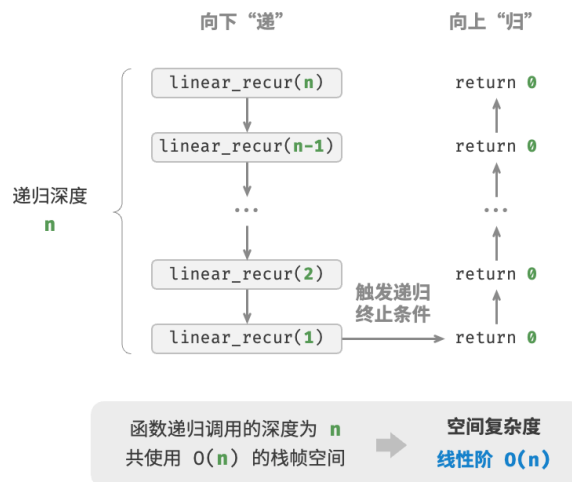 向下“递”
向上“归”
linear_recur(n)
return 0
linear_recur(n-1)
return 0
递归深度
n
...
...
linear_recur(2)
return 0
触发递归
终止条件
linear_recur(1)
return 0
函数递归调用的深度为 n
共使用 O(n) 的栈帧空间
空间复杂度
线性阶 O(n)